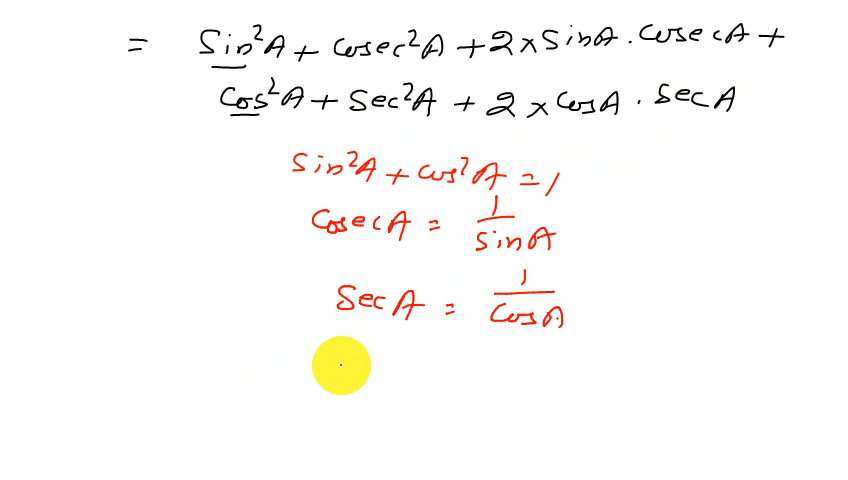 = Sin²A + Cosec²A + 2 × SinA . CosecA +
Cos²A + Sec²A + 2 × CosA . SecA
Sin²A + Cos²A = 1
CosecA = 1/SinA
SecA = 1/CosA